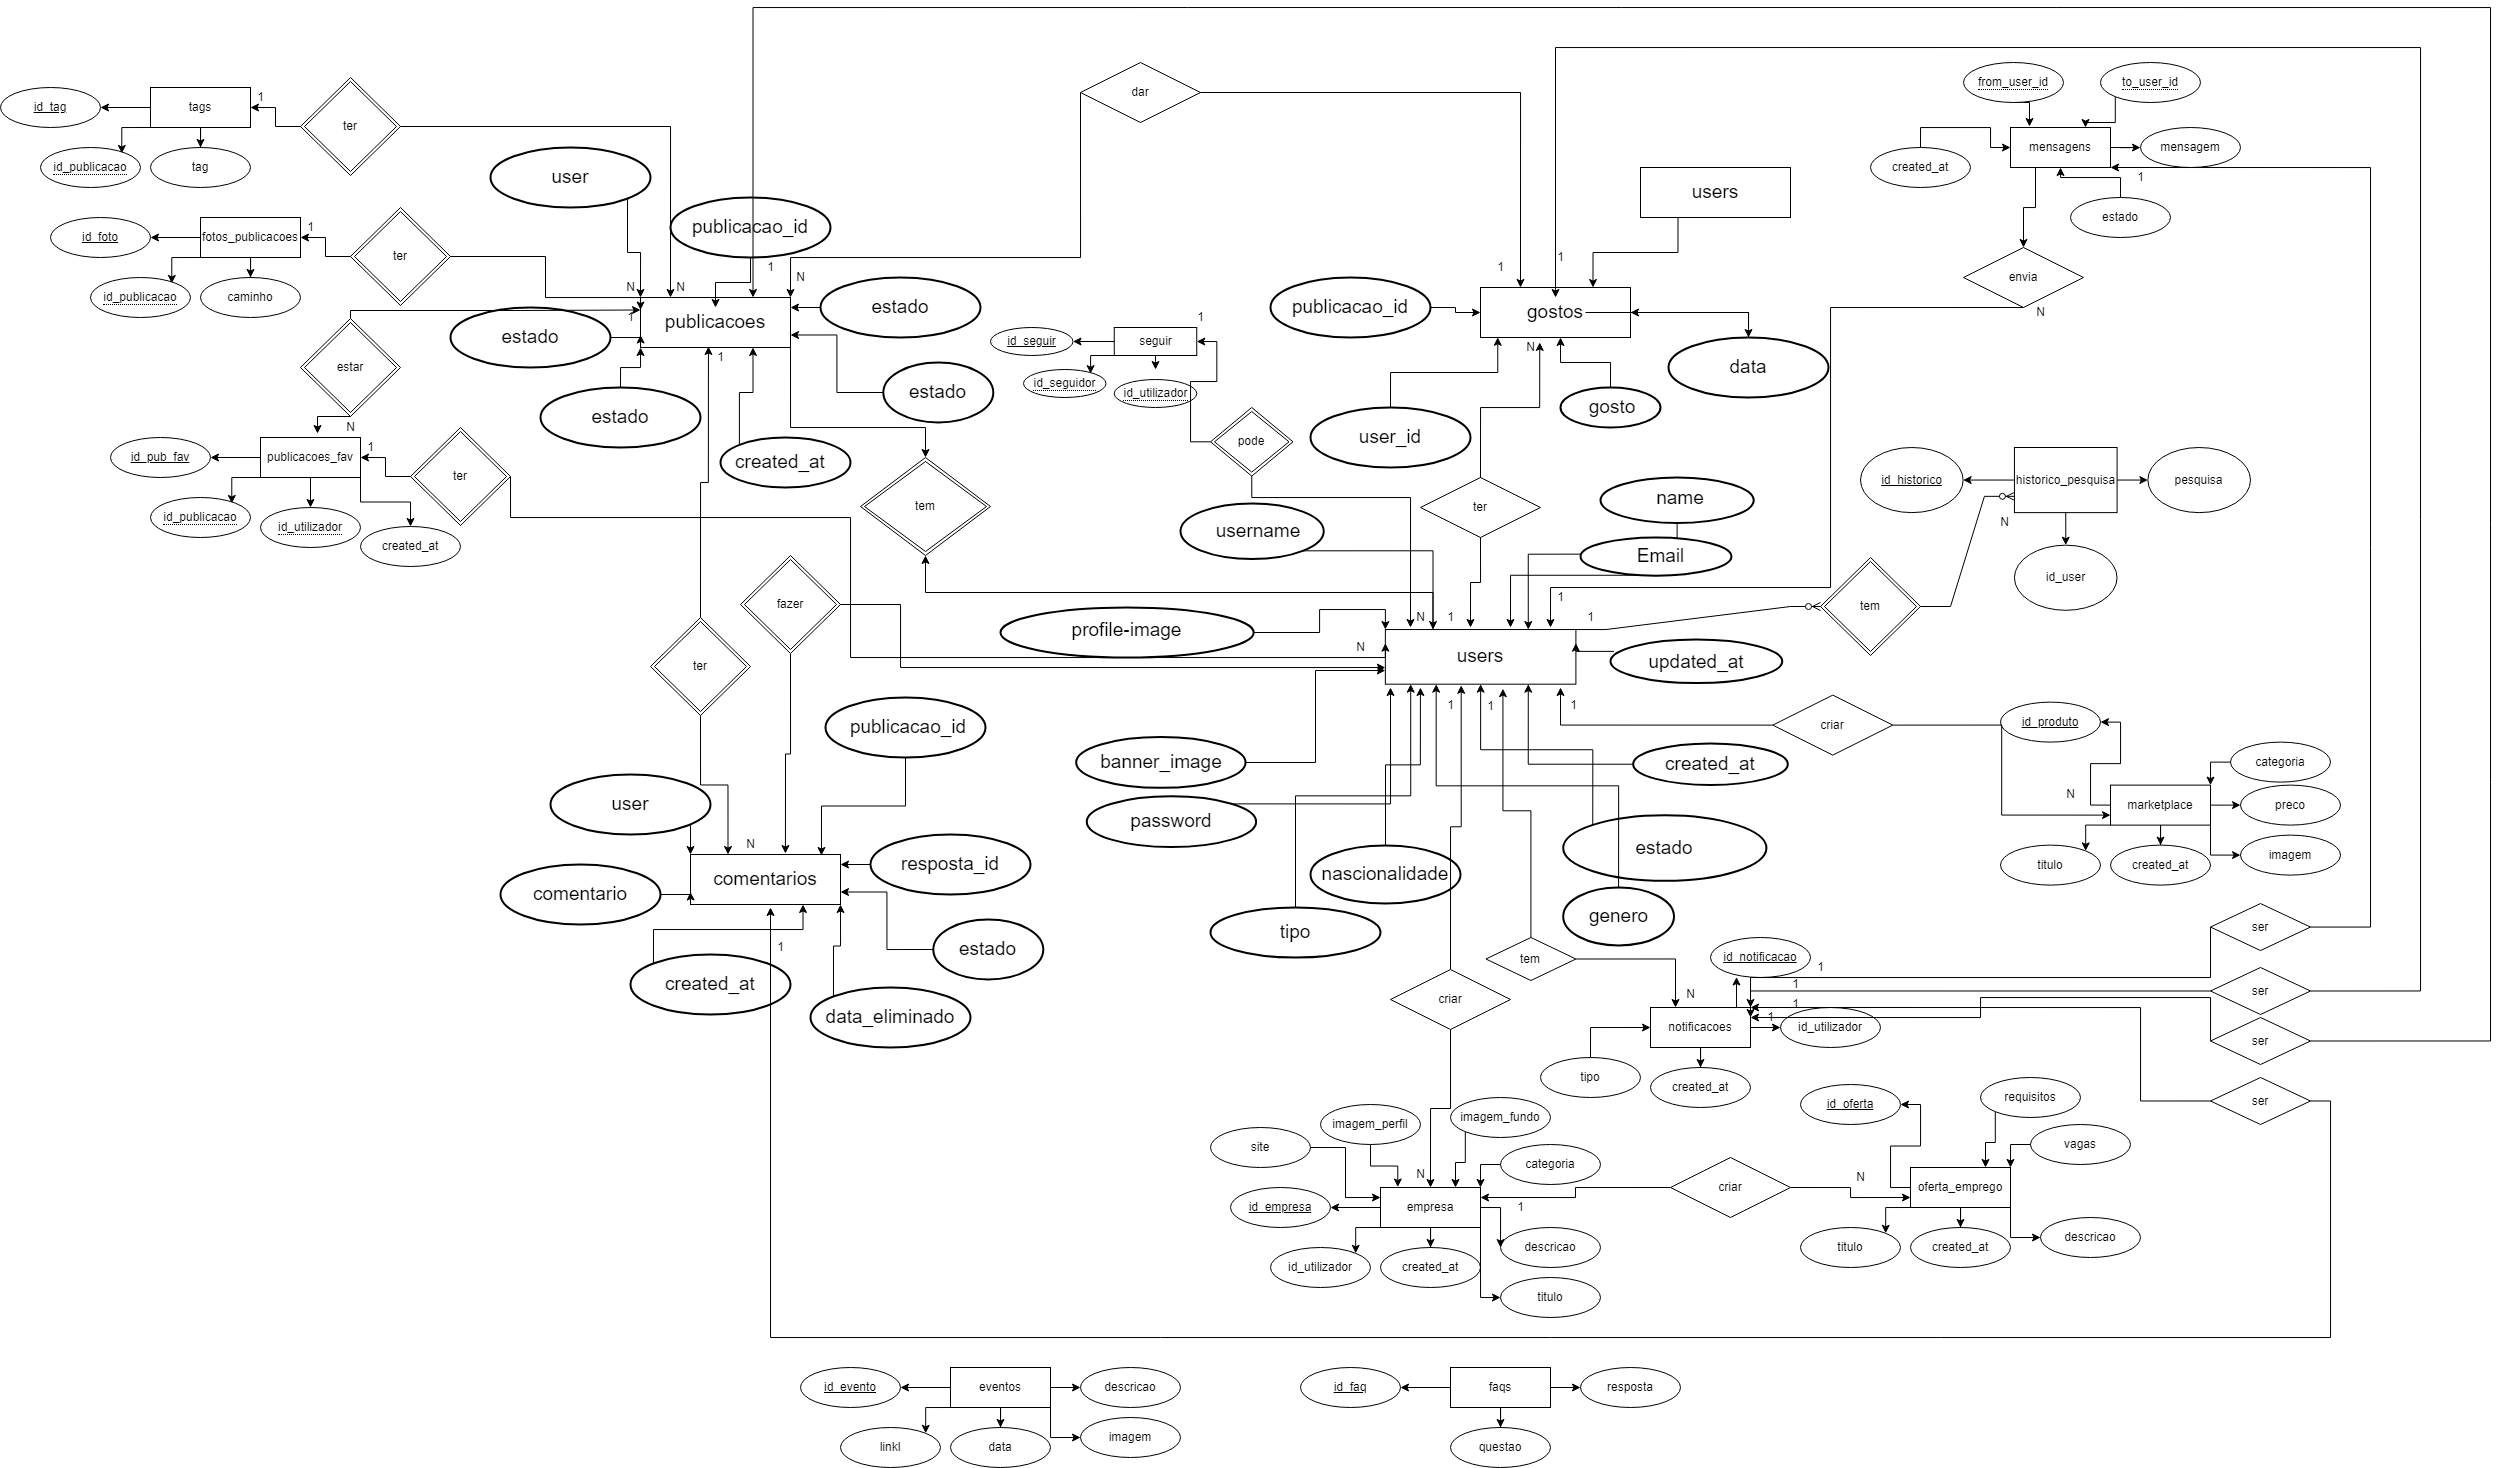 dar
from_user_id
to_user_id
id_tag
tags
1
ter
id_publicacao
tag
user
mensagens
mensagem
created_at
1
estado
users
publicacao_id
id_foto
fotos_publicacoes
1
ter
id_publicacao
caminho
1
N
N
N
1
1
envia
N
estado
1
publicacoes
estado
publicacao_id
gostos
data
estar
1
estado
estado
created_at
id_seguir
seguir
1
id_seguidor
id_utilizador
N
gosto
user_id
N
id_pub_fav
publicacoes_fav
1
ter
id_publicacao
id_utilizador
created_at
pode
tem
username
ter
name
Email
id_historico
historico_pesquisa
pesquisa
N
id_user
fazer
tem
profile-image
N
1
1
1
N
users
updated_at
ter
publicacao_id
1
1
1
criar
id_produto
banner_image
created_at
categoria
N
marketplace
preco
password
titulo
created_at
imagem
user
N
nascionalidade
estado
comentario
comentarios
resposta_id
tipo
genero
estado
1
created_at
data_eliminado
tem
ser
id_notificacao
1
1
ser
N
1
1
notificacoes
id_utilizador
ser
criar
tipo
created_at
ser
imagem_perfil
imagem_fundo
id_oferta
requisitos
vagas
site
categoria
N
criar
N
oferta_emprego
id_empresa
empresa
1
id_utilizador
created_at
descricao
titulo
created_at
descricao
titulo
id_evento
eventos
descricao
linkl
data
imagem
id_faq
faqs
resposta
questao